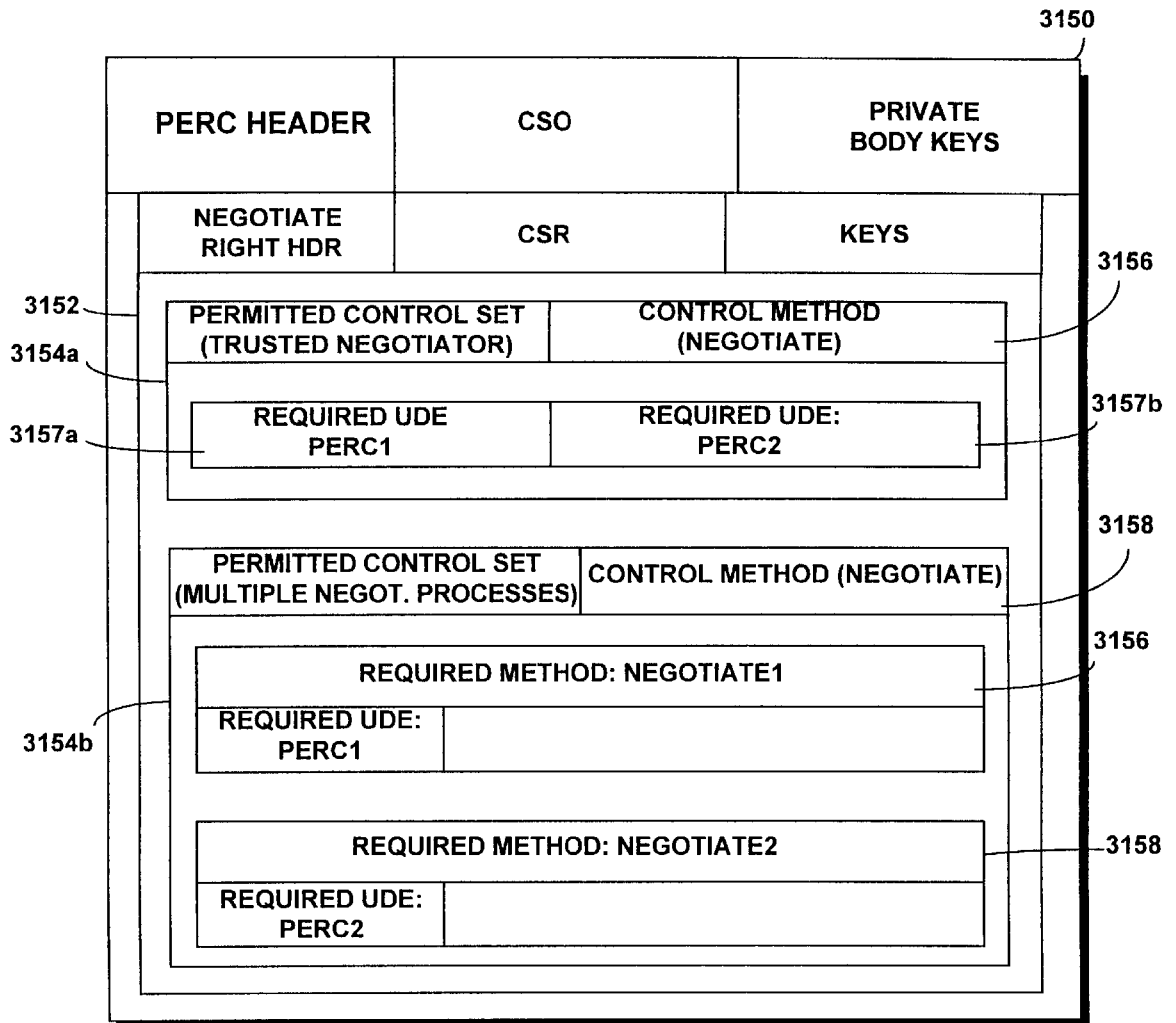 3150
PERC HEADER
CSO
PRIVATE
BODY KEYS
NEGOTIATE
RIGHT HDR
CSR
KEYS
3156
3152
PERMITTED CONTROL SET
(TRUSTED NEGOTIATOR)
CONTROL METHOD
(NEGOTIATE)
3154a
REQUIRED UDE
PERC1
REQUIRED UDE:
PERC2
3157b
3157a
3158
PERMITTED CONTROL SET
(MULTIPLE NEGOT. PROCESSES)
CONTROL METHOD (NEGOTIATE)
3156
REQUIRED METHOD: NEGOTIATE1
REQUIRED UDE:
PERC1
3154b
REQUIRED METHOD: NEGOTIATE2
3158
REQUIRED UDE:
PERC2